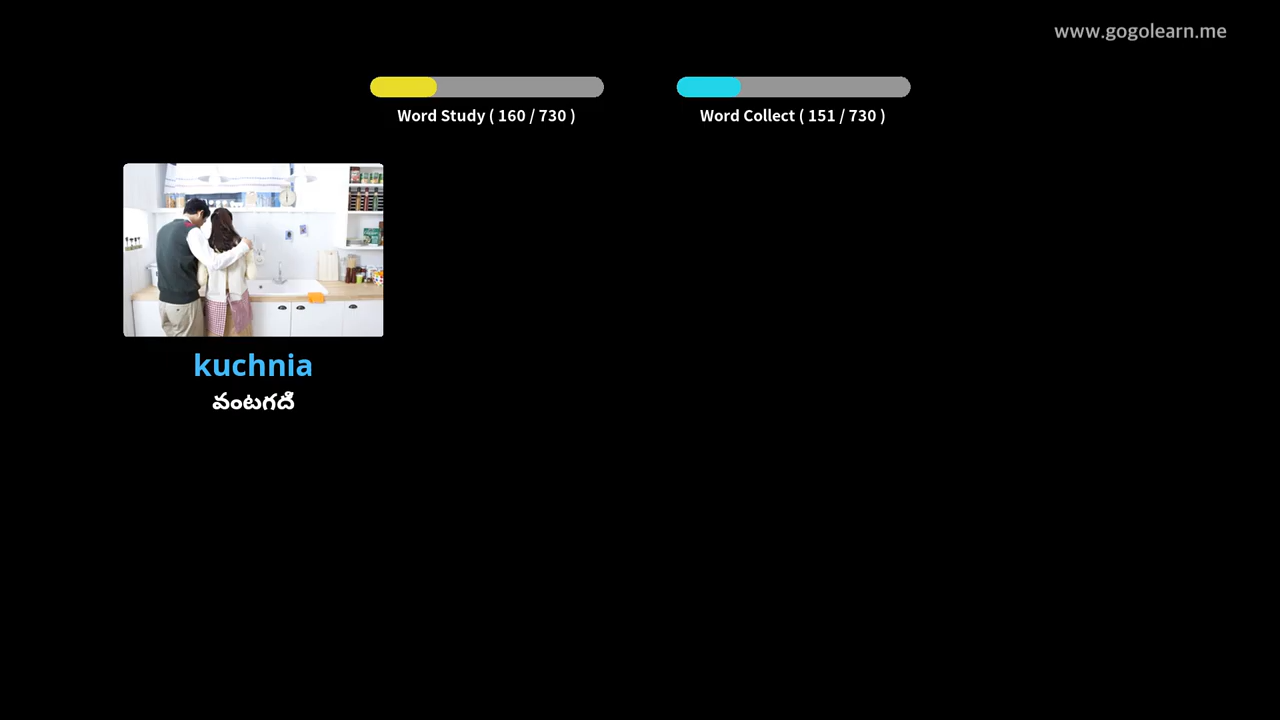 www.gogolearn.me
Word Study ( 160 / 730 )
Word Collect ( 151 / 730 )
kuchnia
వంటగది